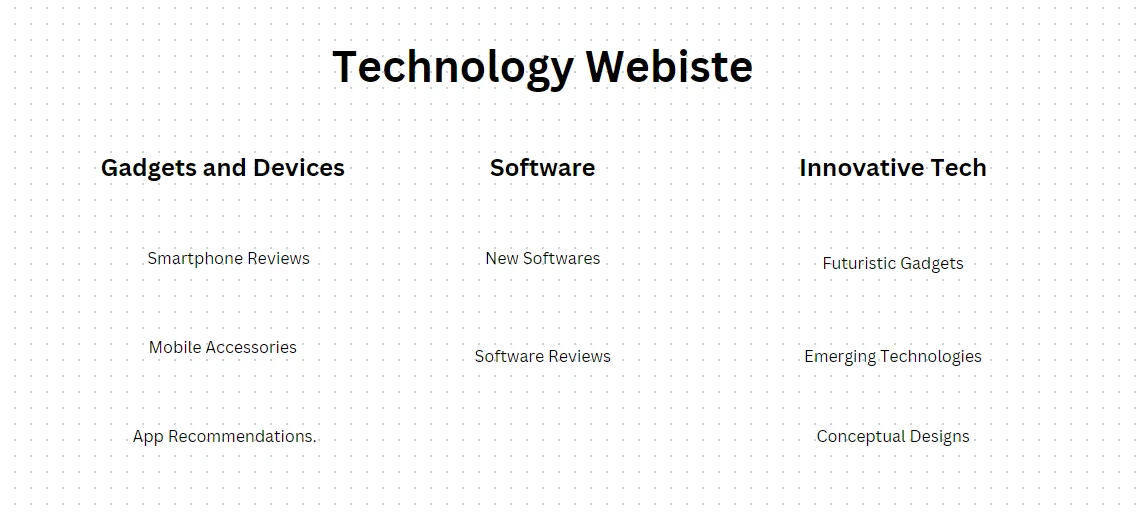 Technology Webiste
Gadgets and Devices
Software
Innovative Tech
Smartphone Reviews
New Softwares
Futuristic Gadgets
Mobile Accessories
Software Reviews
Emerging Technologies
App Recommendations.
Conceptual Designs